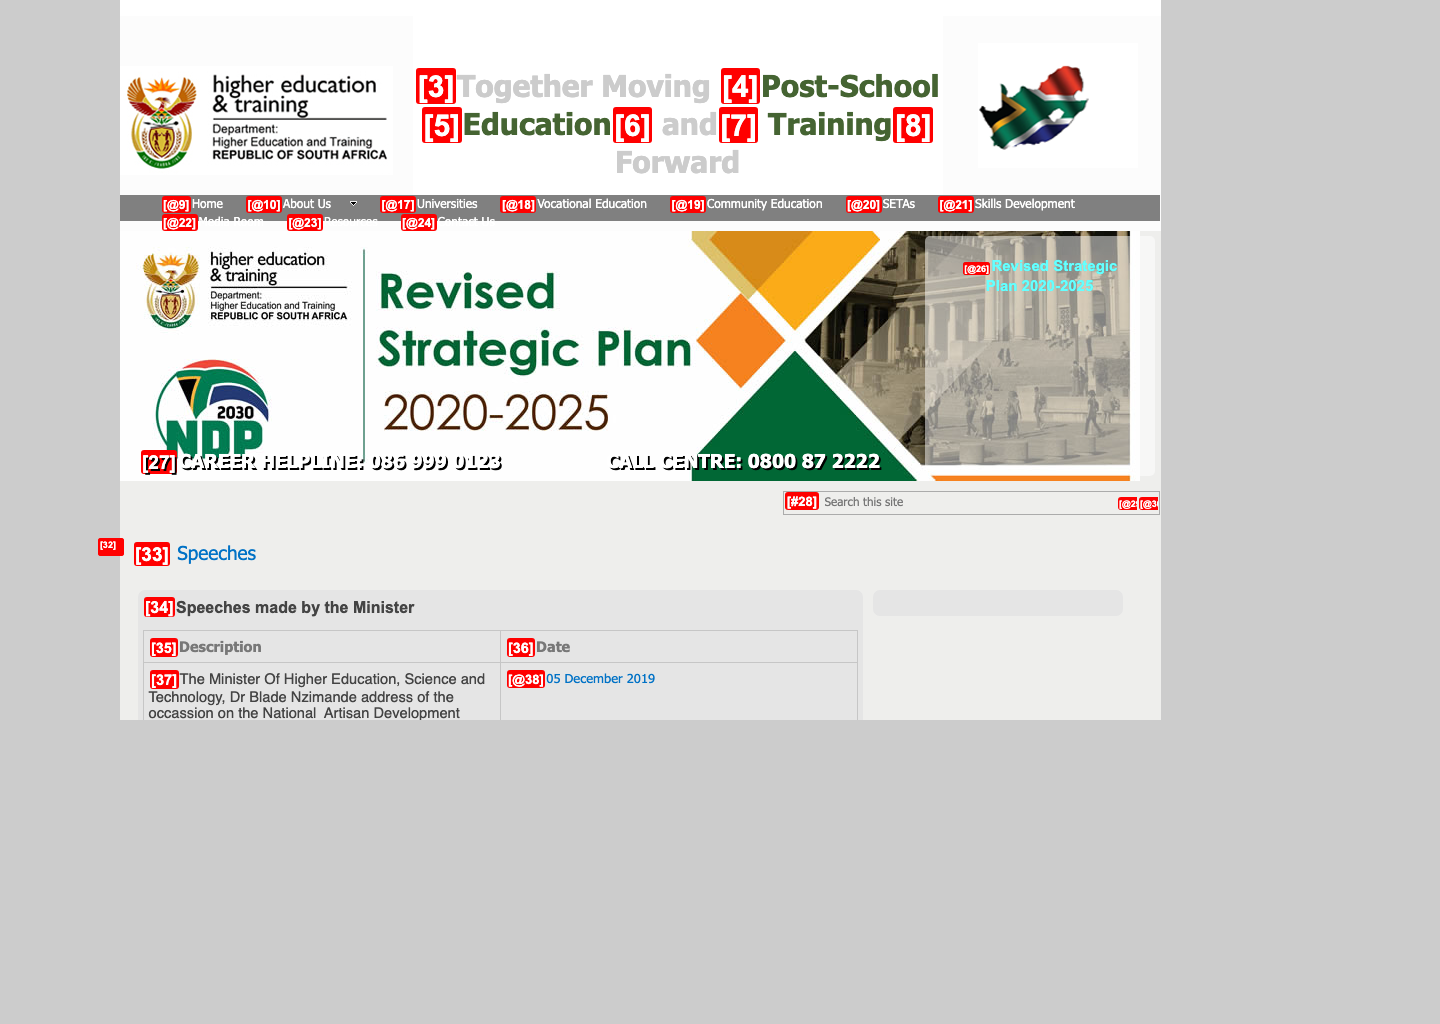 higher education
& training
Department:
Higher Education and Training
REPUBLIC OF SOUTH AFRICA
[3]Together Moving [4]Post-School
[5]Education[6] and[7] Training[8]
Forward
[@9]Home [@10]About Us [@17]Universities [@18]Vocational Education [@19]Community Education [@20]SETAs [@21]Skills Development
[@22]Media Room [@23]Resources [@24]Contact Us
higher education
& training
Department:
Higher Education and Training
REPUBLIC OF SOUTH AFRICA
2030
NDP
Revised
Strategic Plan
2020-2025
[@26]Revised Strategic
Plan 2020-2025
[27]CAREER HELPLINE: 086 999 0123 CALL CENTRE: 0800 87 2222
[#28] Search this site
[32]
[33] Speeches
[34]Speeches made by the Minister
[35]Description [36]Date
[37]The Minister Of Higher Education, Science and
Technology, Dr Blade Nzimande address of the
occassion on the National Artisan Development
[@38]05 December 2019